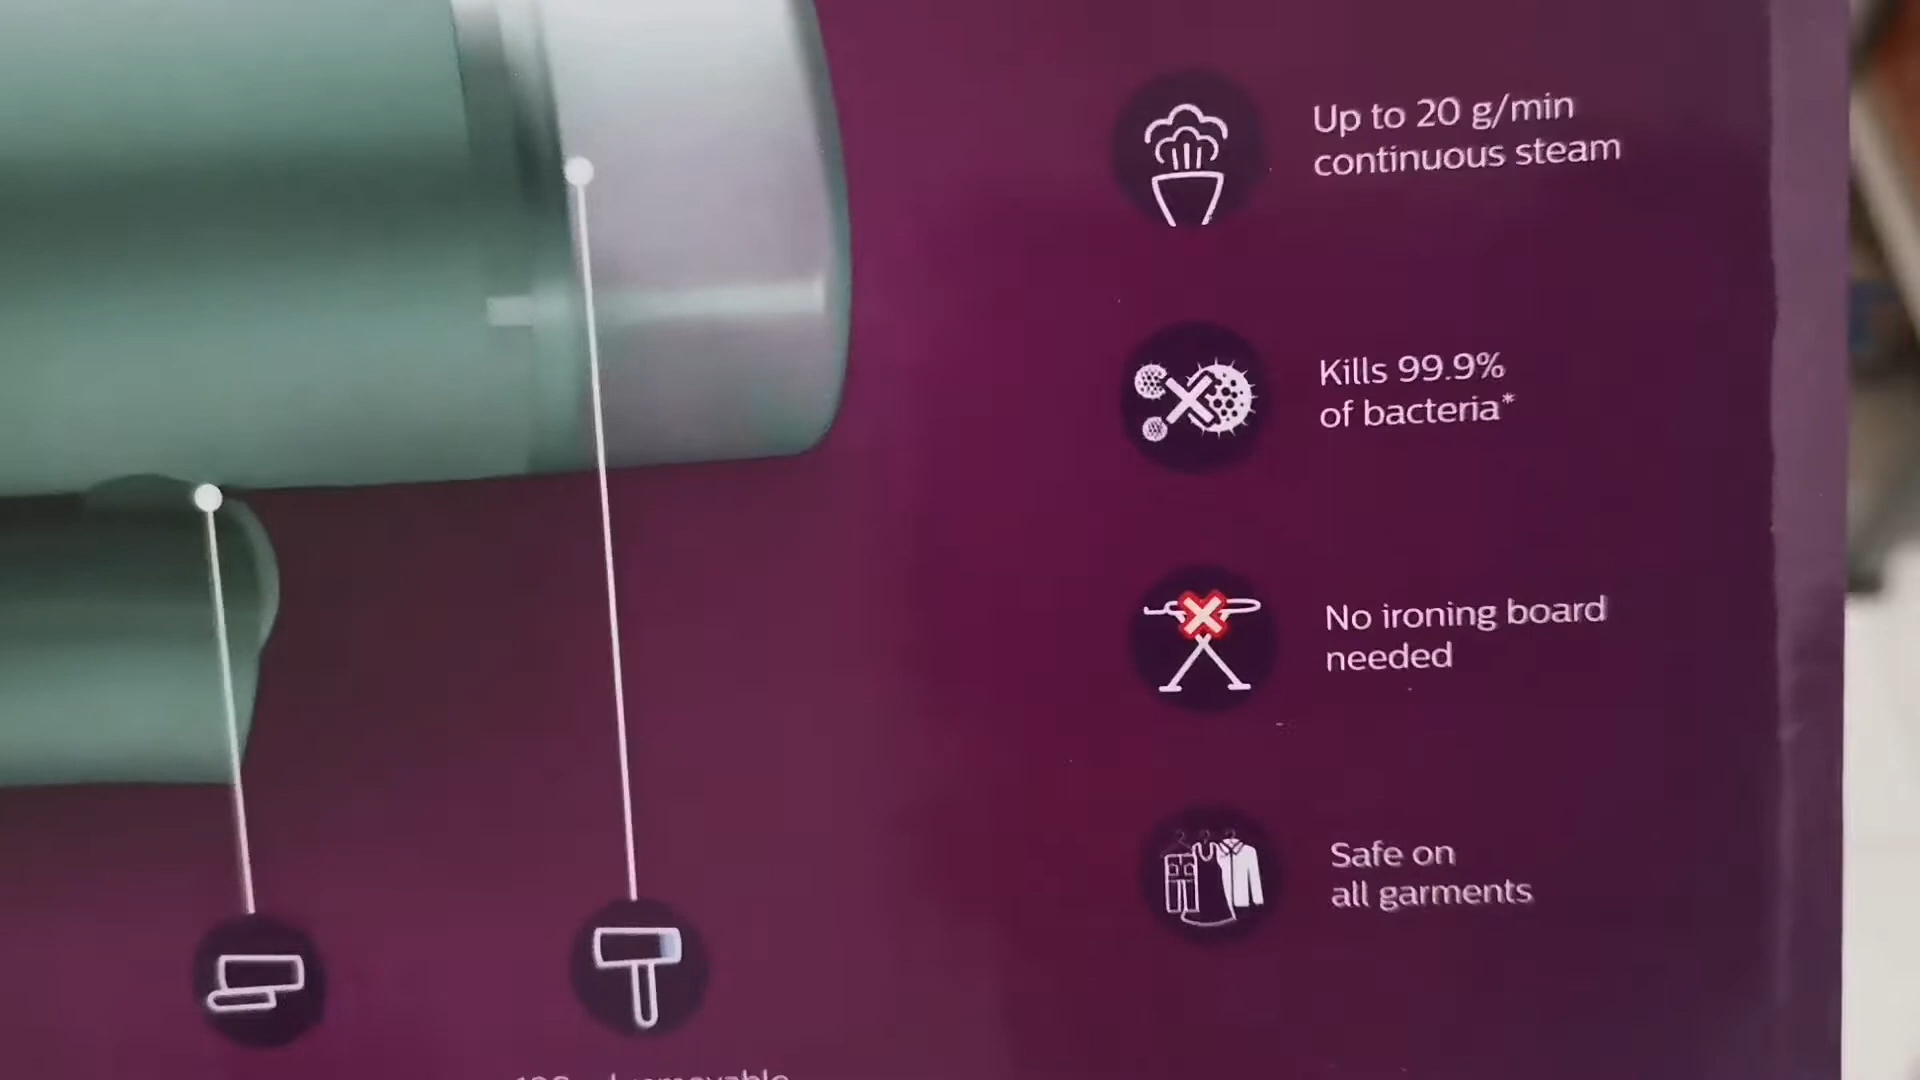 Up to 20 g/min
continuous steam
Kills 99.9%
of bacteria*
No ironing board
needed
Safe on
all garments